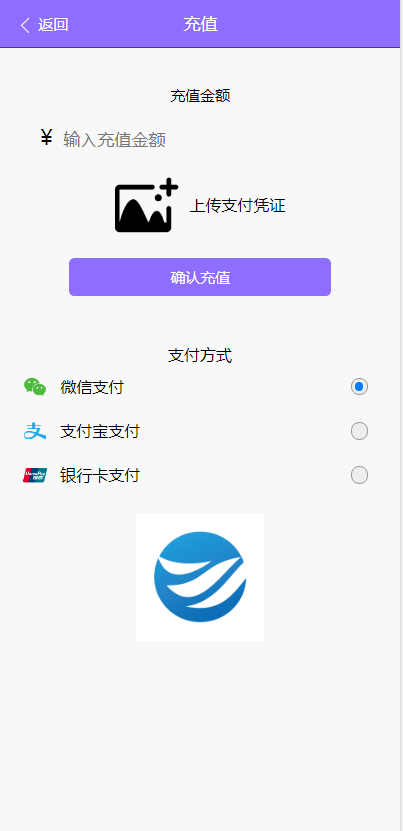 返回 充值
充值金额
¥ 输入充值金额
上传支付凭证
确认充值
支付方式
微信支付
支付宝支付
银行卡支付